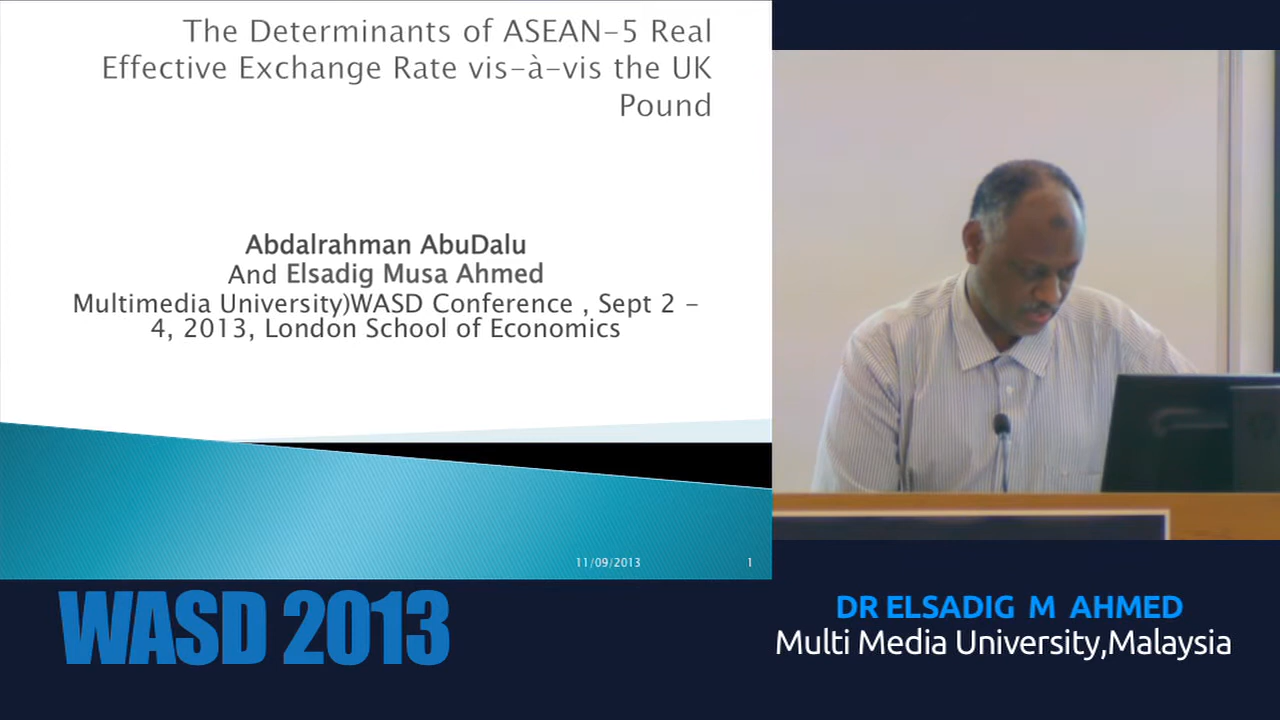 The Determinants of ASEAN-5 Real
Effective Exchange Rate vis-à-vis the UK
Pound
Abdalrahman AbuDalu
And Elsadig Musa Ahmed
Multimedia University)WASD Conference , Sept 2 -
4, 2013, London School of Economics
11/09/2013
1
WASD 2013
DR ELSADIG M AHMED
Multi Media University,Malaysia